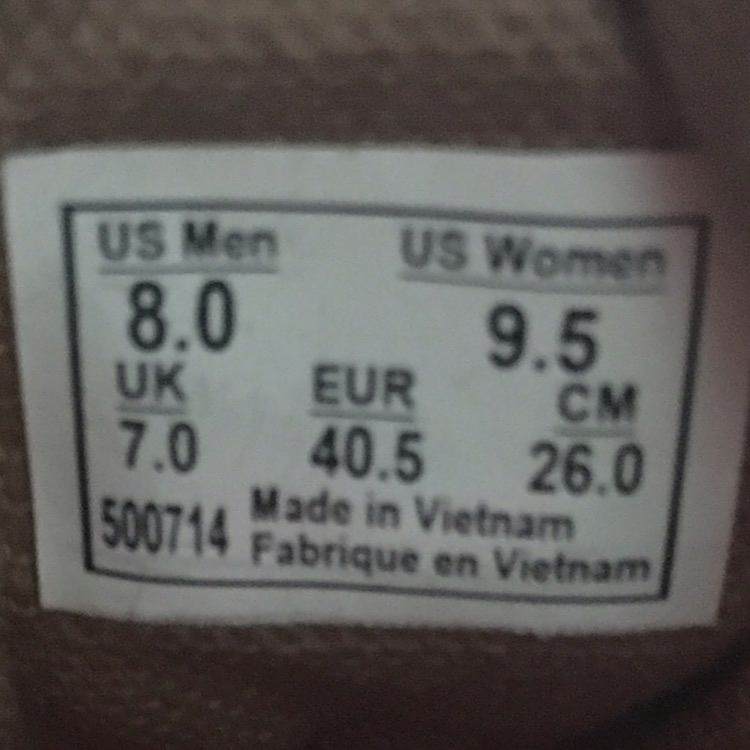 US Men US Women
8.0 9.5
UK EUR CM
7.0 40.5 26.0
500714 Made in Vietnam
Fabrique en Vietnam